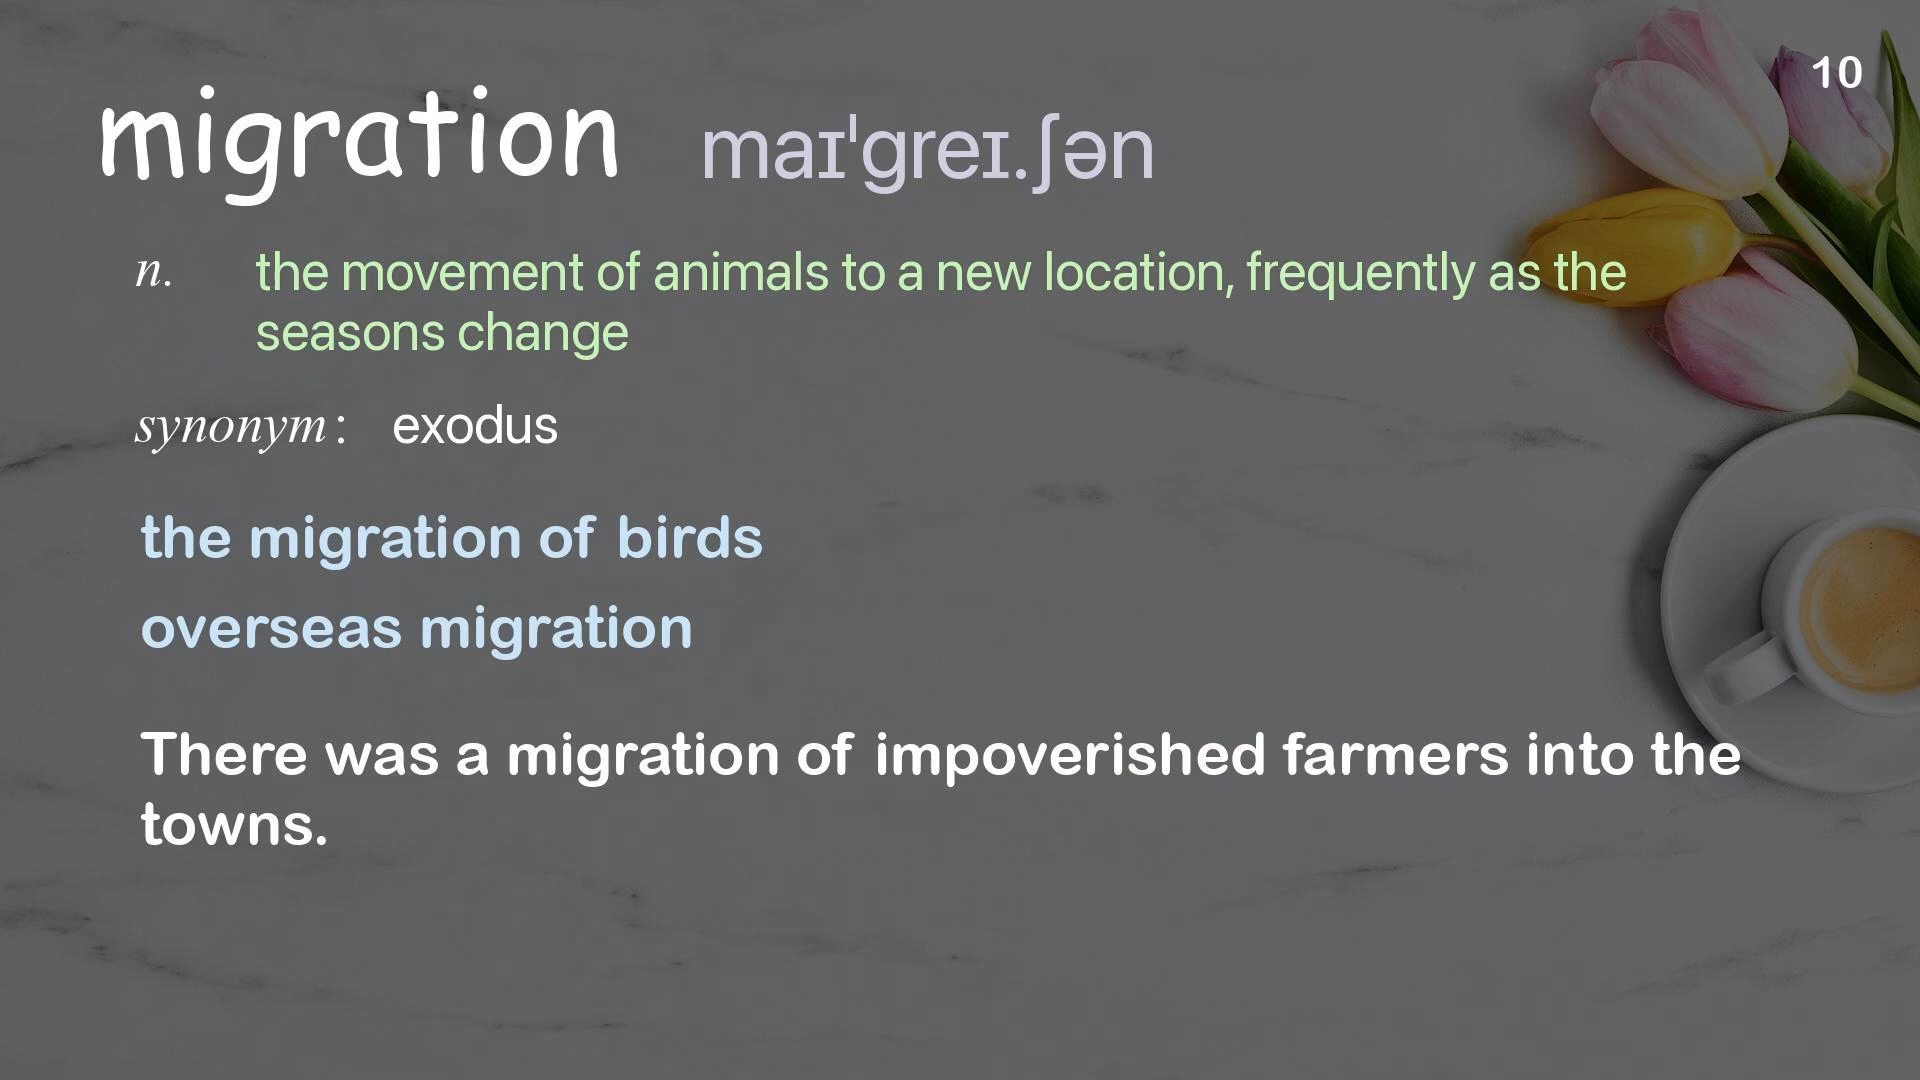 10
migration maɪˈɡreɪ.ʃən
n. the movement of animals to a new location, frequently as the
seasons change
synonym : exodus
the migration of birds
overseas migration
There was a migration of impoverished farmers into the
towns.